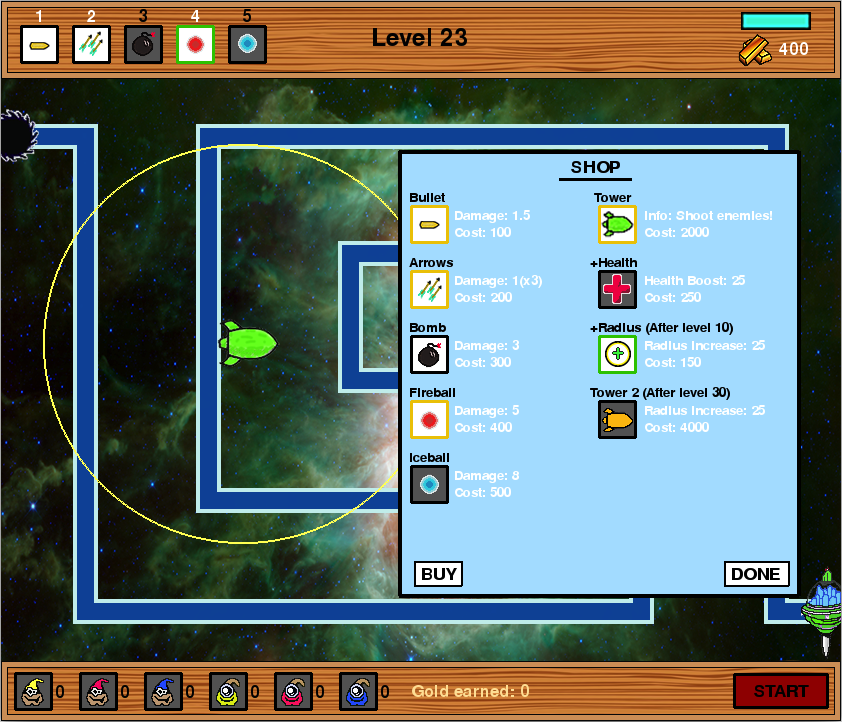 1 2 3 4 5
Level 23
400
SHOP
Bullet
Damage: 1.5
Cost: 100
Arrows
Damage: 1(x3)
Cost: 200
Bomb
Damage: 3
Cost: 300
Fireball
Damage: 5
Cost: 400
Iceball
Damage: 8
Cost: 500
Tower
Info: Shoot enemies!
Cost: 2000
+Health
Health Boost: 25
Cost: 250
+Radius (After level 10)
Radius Increase: 25
Cost: 150
Tower 2 (After level 30)
Radius Increase: 25
Cost: 4000
BUY DONE
0 0 0 0 0 0 Gold earned: 0 START